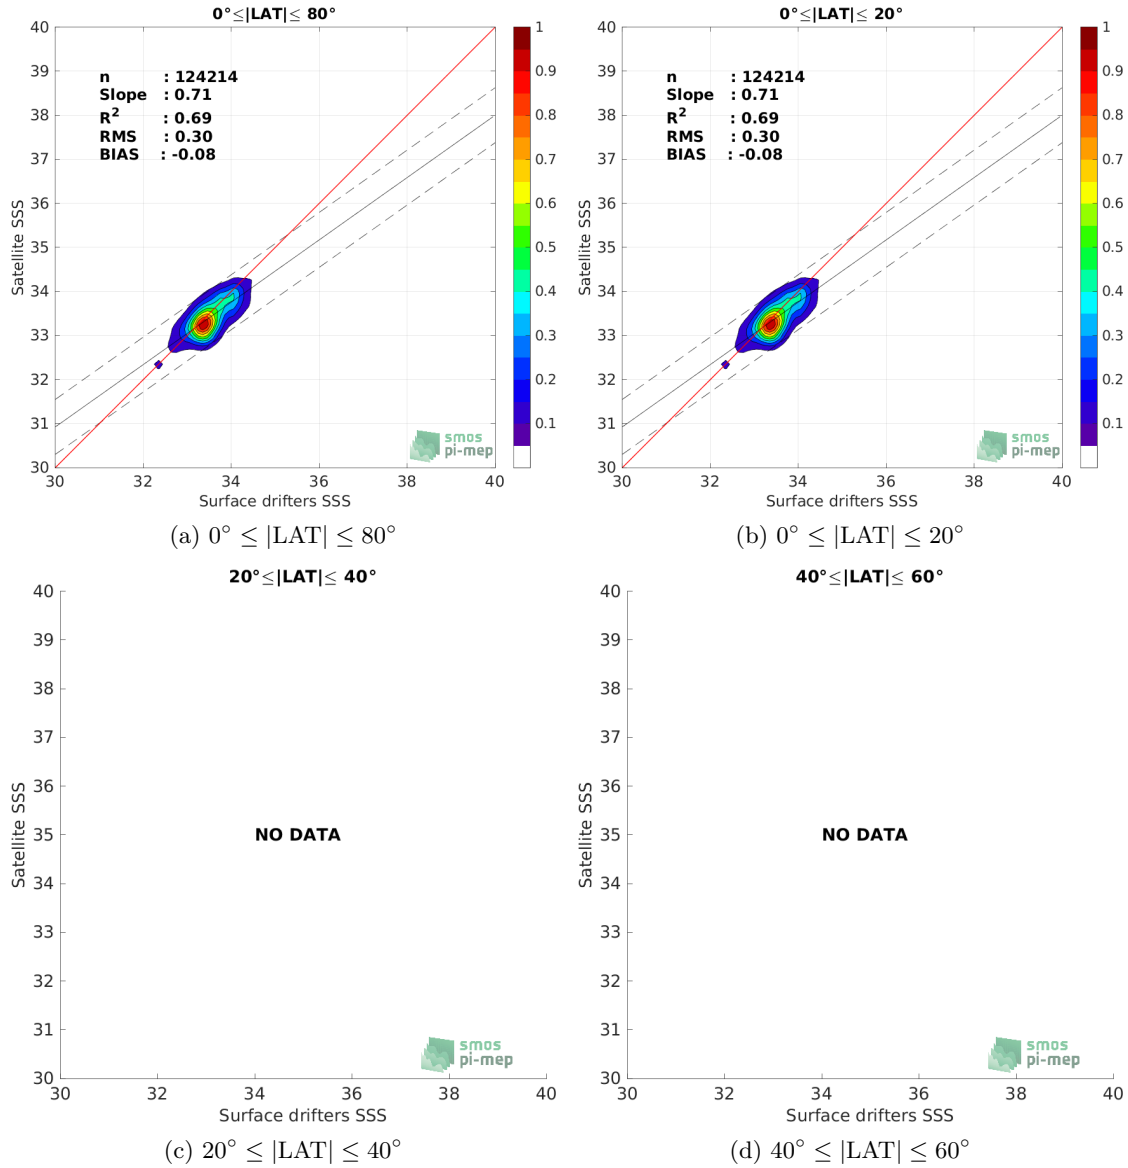 0°≤|LAT|≤ 80°
40
39
38
37
36
35
34
33
32
31
30
Satellite SSS
n : 124214
Slope : 0.71
R² : 0.69
RMS : 0.30
BIAS : -0.08
1
0.9
0.8
0.7
0.6
0.5
0.4
0.3
0.2
0.1
smos
pi-mep
30 32 34 36 38 40
Surface drifters SSS
(a) 0° ≤ |LAT| ≤ 80°
0°≤|LAT|≤ 20°
40
39
38
37
36
35
34
33
32
31
30
Satellite SSS
n : 124214
Slope : 0.71
R² : 0.69
RMS : 0.30
BIAS : -0.08
1
0.9
0.8
0.7
0.6
0.5
0.4
0.3
0.2
0.1
smos
pi-mep
30 32 34 36 38 40
Surface drifters SSS
(b) 0° ≤ |LAT| ≤ 20°
20°≤|LAT|≤ 40°
40
39
38
37
36
35
34
33
32
31
30
Satellite SSS
NO DATA
smos
pi-mep
30 32 34 36 38 40
Surface drifters SSS
(c) 20° ≤ |LAT| ≤ 40°
40°≤|LAT|≤ 60°
40
39
38
37
36
35
34
33
32
31
30
Satellite SSS
NO DATA
smos
pi-mep
30 32 34 36 38 40
Surface drifters SSS
(d) 40° ≤ |LAT| ≤ 60°